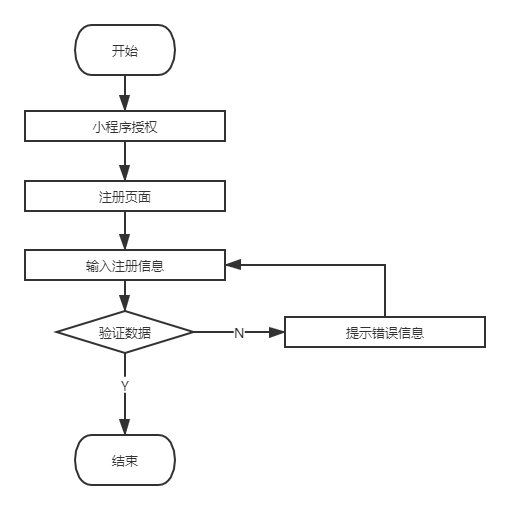 开始
小程序授权
注册页面
输入注册信息
验证数据
N
提示错误信息
Y
结束